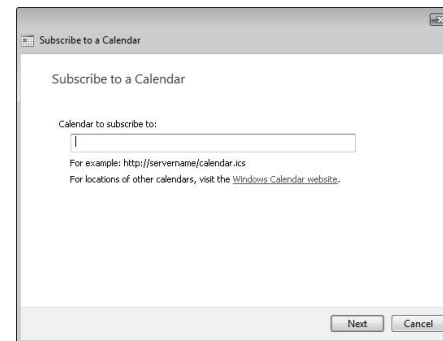 Subscribe to a Calendar
Subscribe to a Calendar
Calendar to subscribe to:
For example: http://servername/calendar.ics
For locations of other calendars, visit the Windows Calendar website.
Next Cancel